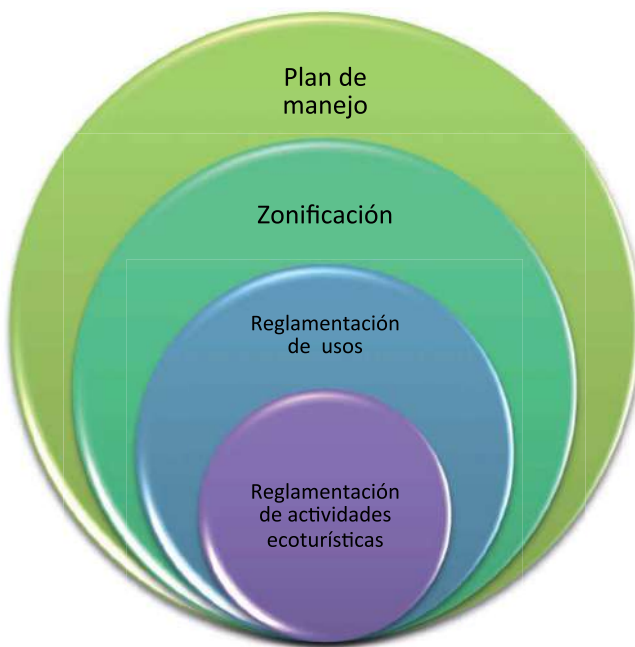 Plan de
manejo
Zonificación
Reglamentación
de usos
Reglamentación
de actividades
ecoturísticas